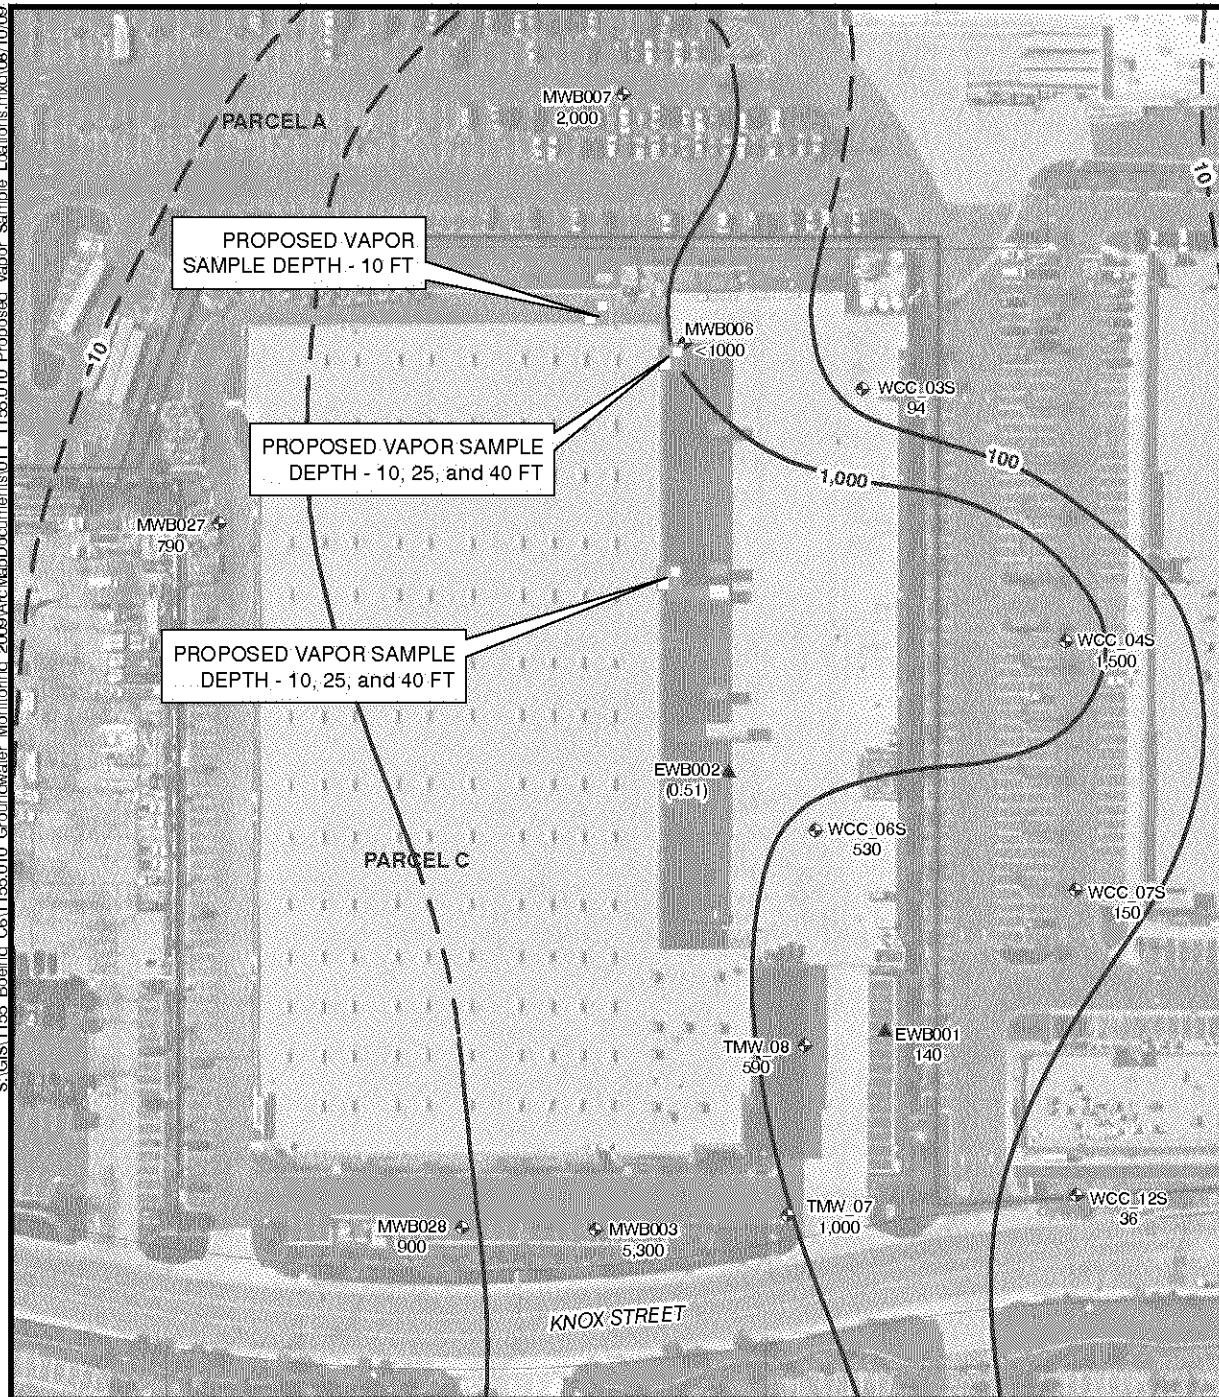 MWB007
2,000
PARCEL A
10
PROPOSED VAPOR
SAMPLE DEPTH - 10 FT
MWB006
<1000
10
WCC_03S
94
PROPOSED VAPOR SAMPLE
DEPTH - 10, 25, and 40 FT
100
1,000
MWB027
790
PROPOSED VAPOR SAMPLE
DEPTH - 10, 25, and 40 FT
WCC_04S
1,500
EWB002
(0.51)
WCC_06S
530
PARCEL C
WCC_07S
150
EWB001
140
TMW_08
590
WCC_12S
36
TMW_07
1,000
MWB028
900
MWB003
5,300
KNOX STREET